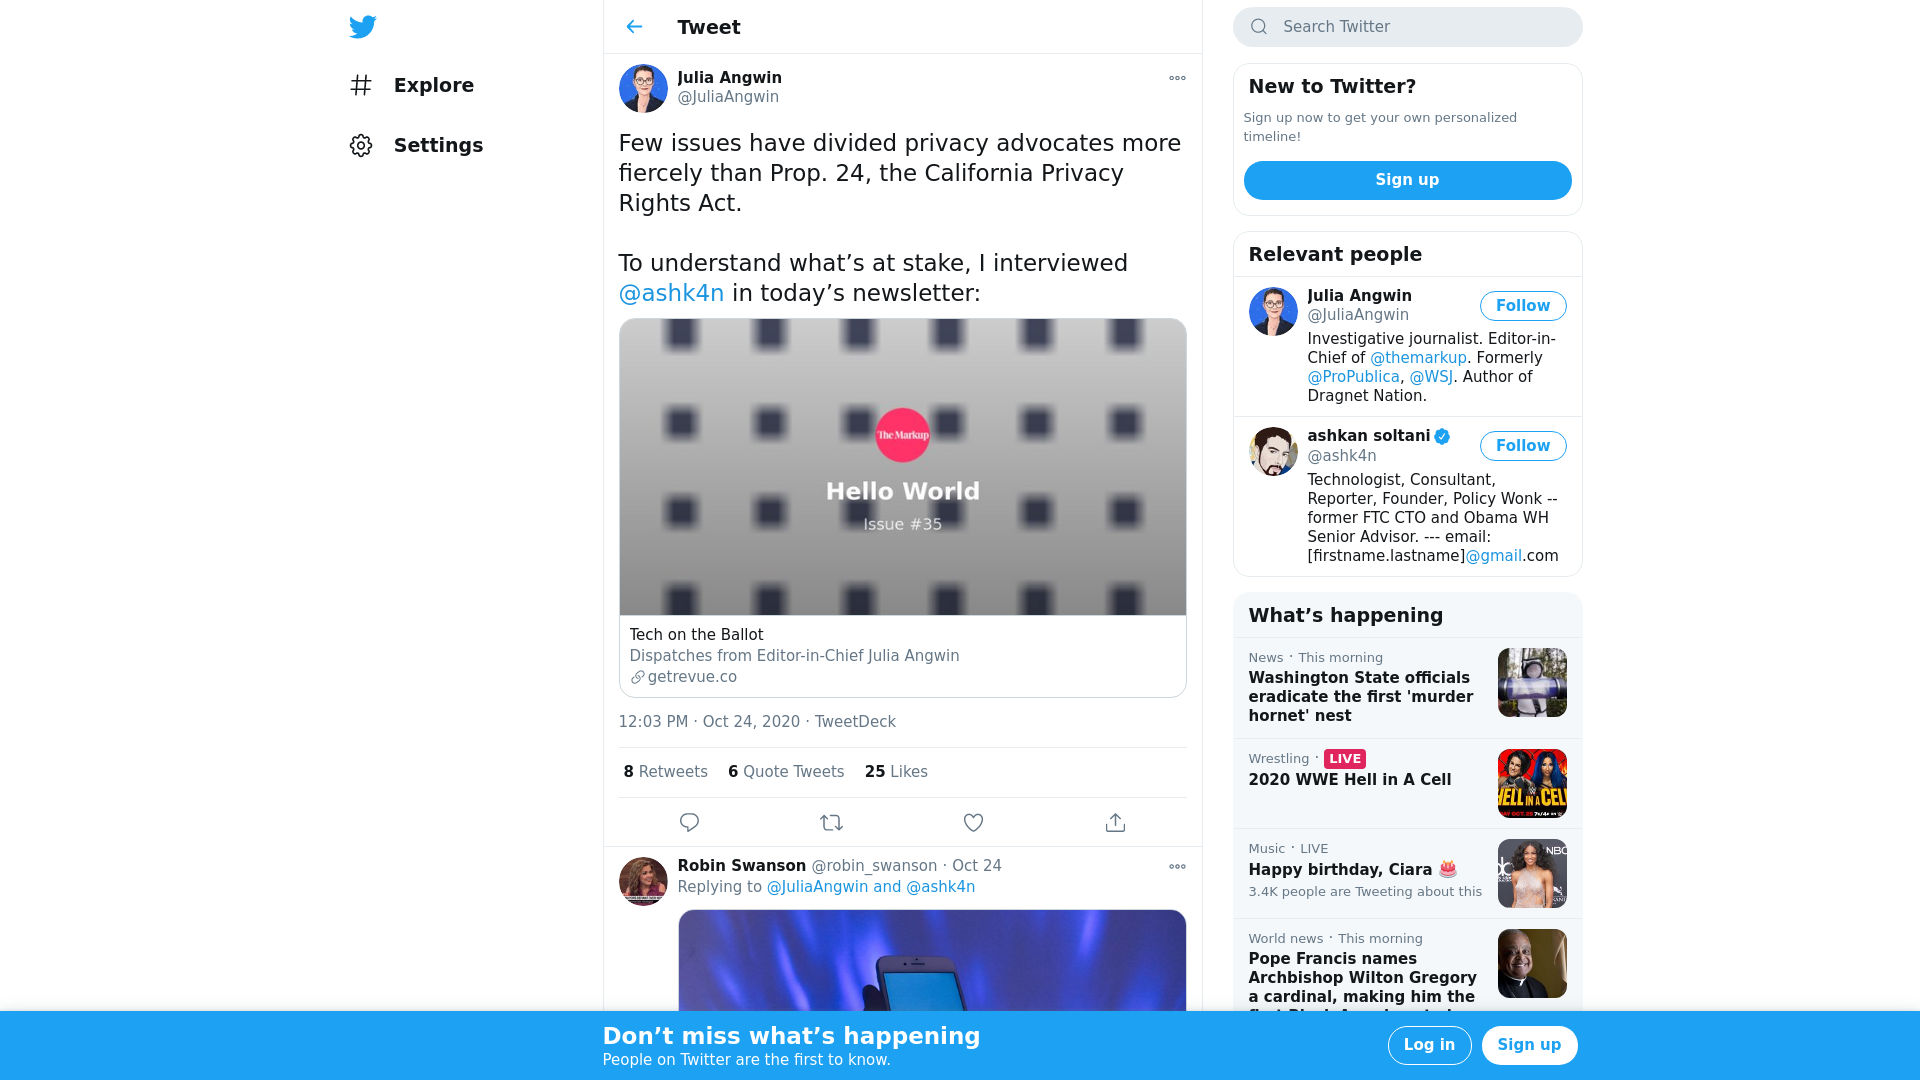 Explore
Settings
Tweet
Julia Angwin
@JuliaAngwin
Few issues have divided privacy advocates more
fiercely than Prop. 24, the California Privacy
Rights Act.
To understand what’s at stake, I interviewed
@ashk4n in today’s newsletter:
The Markup
Hello World
Issue #35
Tech on the Ballot
Dispatches from Editor-in-Chief Julia Angwin
getrevue.co
12:03 PM · Oct 24, 2020 · TweetDeck
8 Retweets 6 Quote Tweets 25 Likes
Robin Swanson @robin_swanson · Oct 24
Replying to @JuliaAngwin and @ashk4n
Search Twitter
New to Twitter?
Sign up now to get your own personalized
timeline!
Sign up
Relevant people
Julia Angwin
@JuliaAngwin
Follow
Investigative journalist. Editor-in-
Chief of @themarkup. Formerly
@ProPublica, @WSJ. Author of
Dragnet Nation.
ashkan soltani
@ashk4n
Follow
Technologist, Consultant,
Reporter, Founder, Policy Wonk --
former FTC CTO and Obama WH
Senior Advisor. --- email:
[firstname.lastname]@gmail.com
What’s happening
News · This morning
Washington State officials
eradicate the first 'murder
hornet' nest
Wrestling · LIVE
2020 WWE Hell in A Cell
HELL IN A CELL
Music · LIVE
Happy birthday, Ciara 🎂
3.4K people are Tweeting about this
NBC
World news · This morning
Pope Francis names
Archbishop Wilton Gregory
a cardinal, making him the
Don’t miss what’s happening
People on Twitter are the first to know.
Log in
Sign up